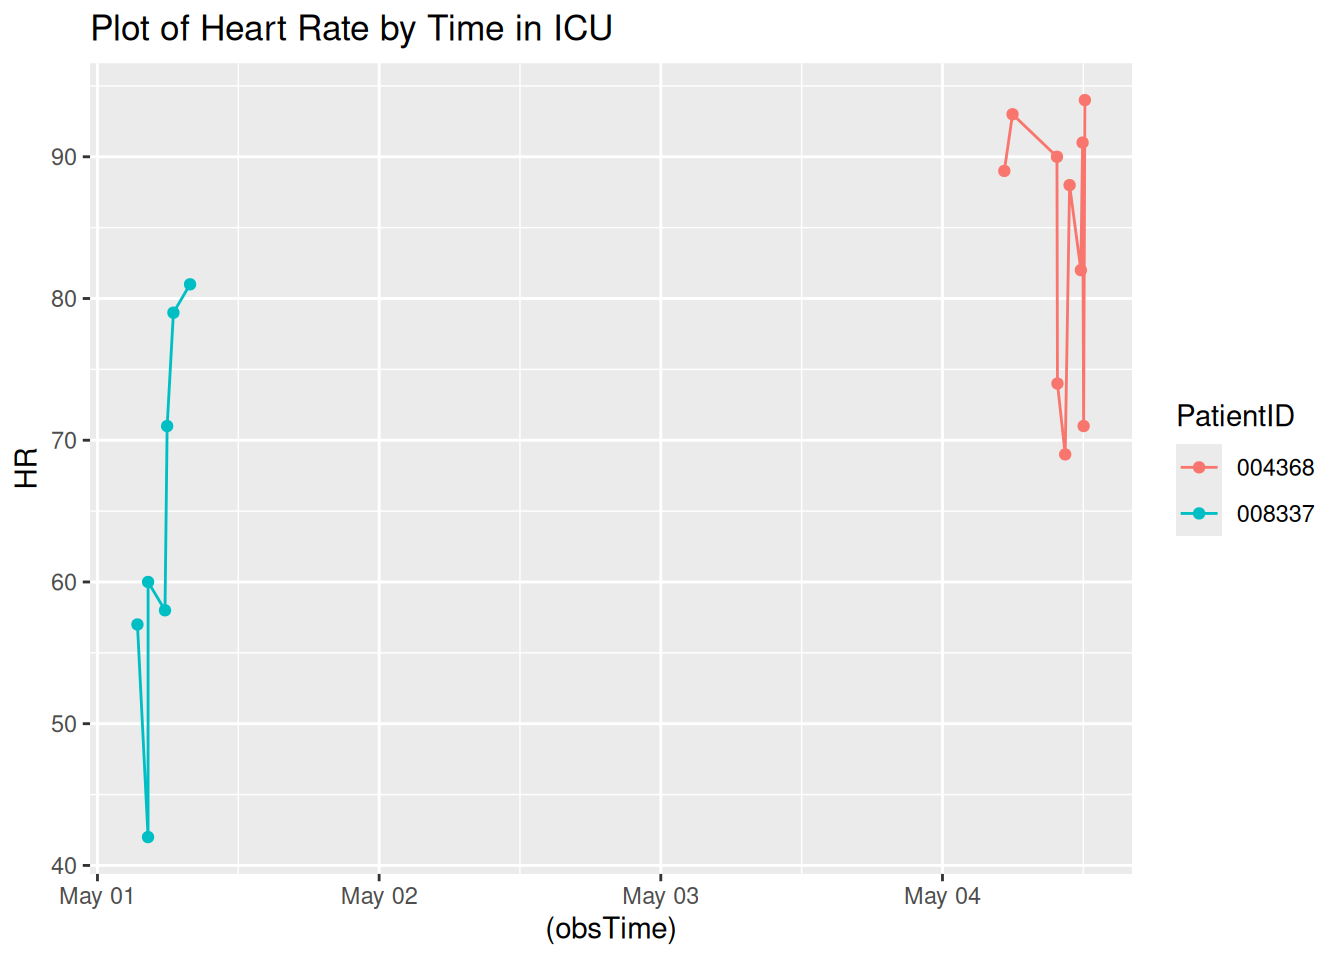 Plot of Heart Rate by Time in ICU
90
80
70
60
50
40
HR
May 01
May 02
May 03
May 04
(obsTime)
PatientID
004368
008337